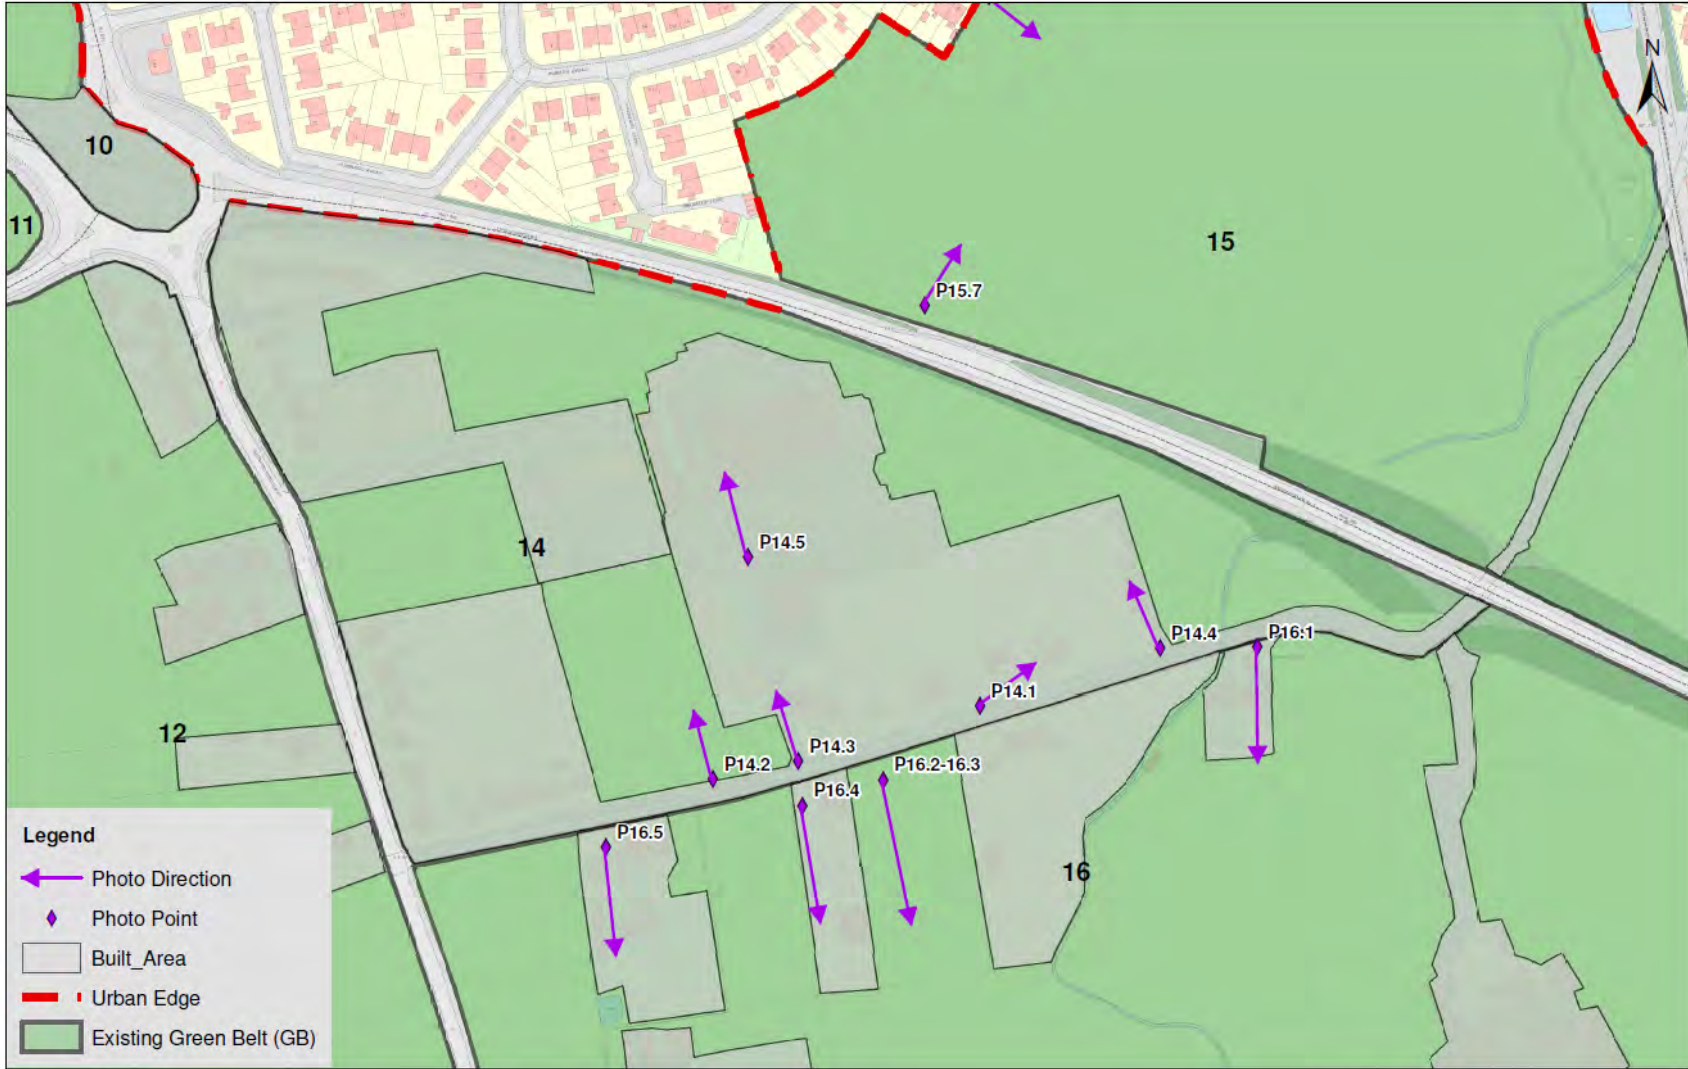 N
10
11
15
P15.7
14
P14.5
P14.4
P16.1
P14.1
12
P14.3
P14.2
P16.2-16.3
P16.4
P16.5
16
Legend
Photo Direction
Photo Point
Built_Area
Urban Edge
Existing Green Belt (GB)